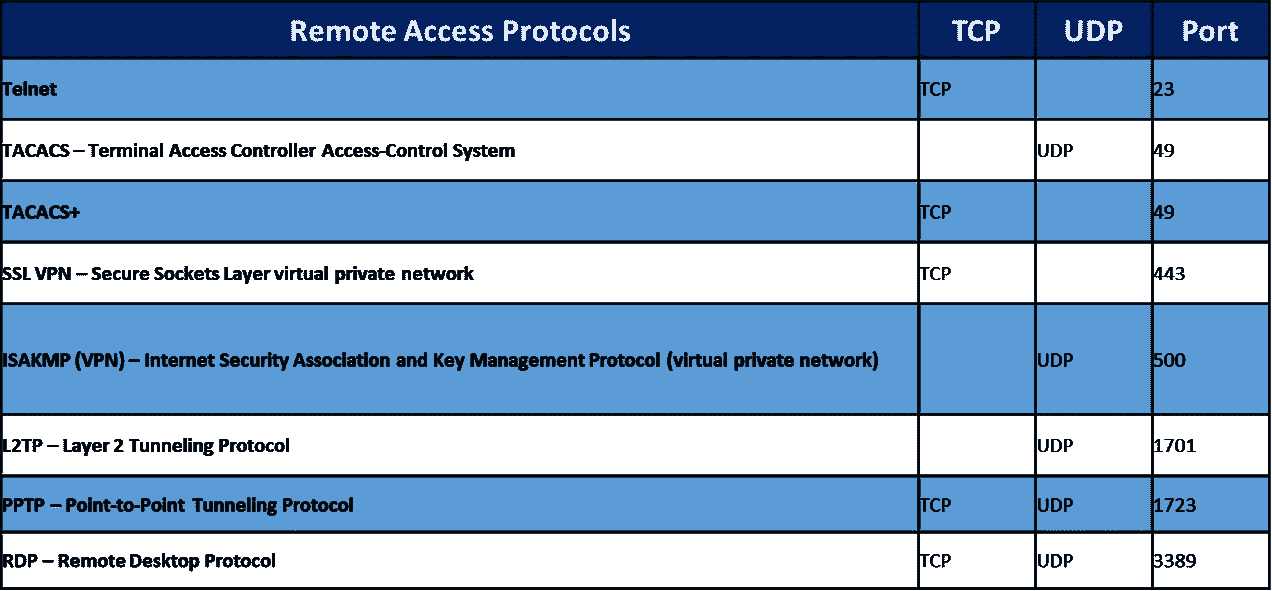 Remote Access Protocols TCP UDP Port
Telnet TCP 23
TACACS – Terminal Access Controller Access-Control System UDP 49
TACACS+ TCP 49
SSL VPN – Secure Sockets Layer virtual private network TCP 443
ISAKMP (VPN) – Internet Security Association and Key Management Protocol (virtual private network) UDP 500
L2TP – Layer 2 Tunneling Protocol UDP 1701
PPTP – Point-to-Point Tunneling Protocol TCP UDP 1723
RDP – Remote Desktop Protocol TCP UDP 3389